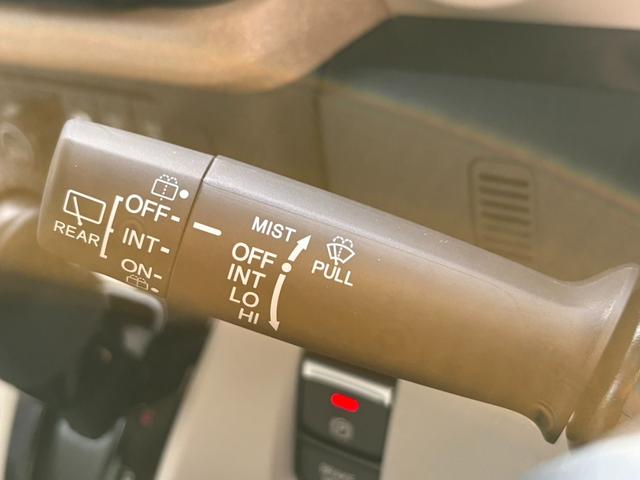 REAR
OFF
INT
ON
MIST
OFF
INT
LO
HI
PULL